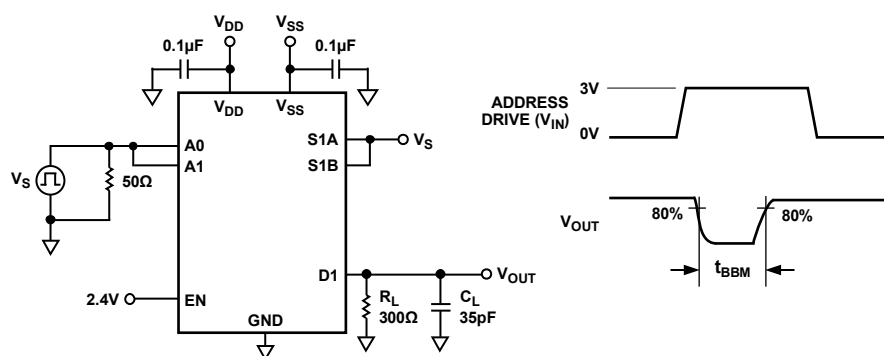 V_DD
V_SS
0.1μF
0.1μF
V_DD
V_SS
A0
A1
V_S
50Ω
S1A
S1B
V_S
D1
V_OUT
2.4V
EN
GND
R_L
300Ω
C_L
35pF
ADDRESS
DRIVE (V_IN)
3V
0V
V_OUT
80%
80%
t_BBM